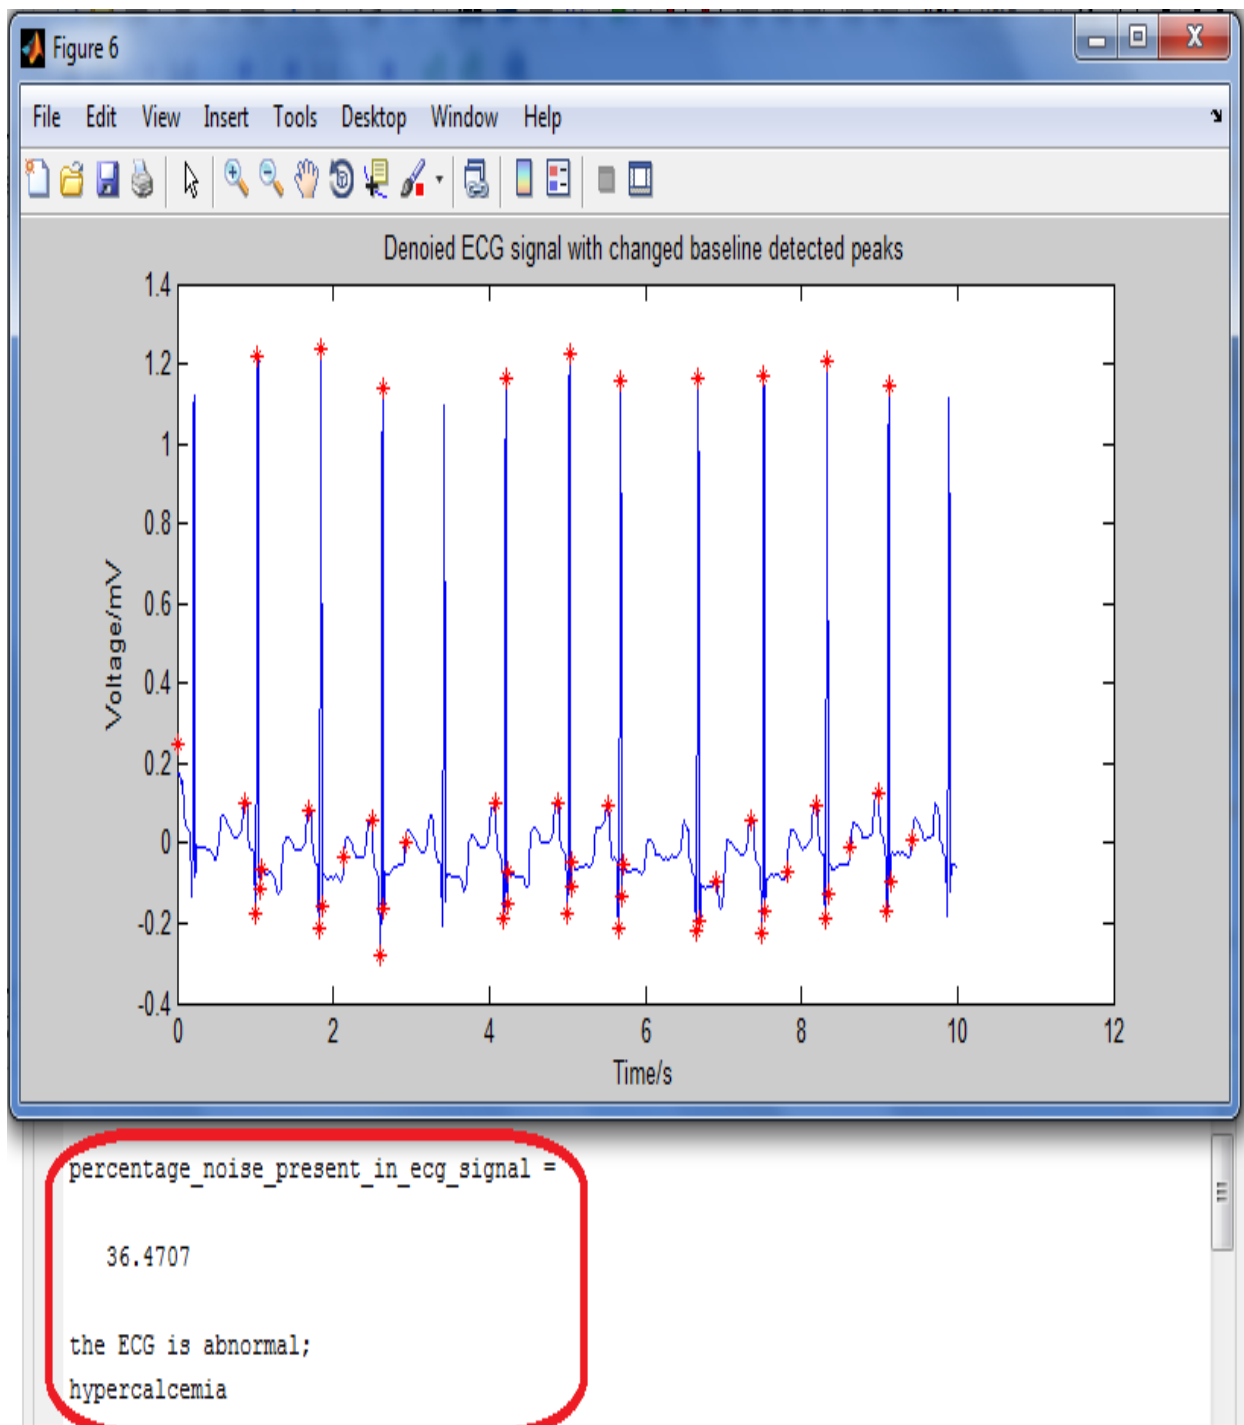 Figure 6
File Edit View Insert Tools Desktop Window Help
Denoied ECG signal with changed baseline detected peaks
1.4
1.2
1
0.8
0.6
0.4
0.2
0
-0.2
-0.4
Voltage/mV
0 2 4 6 8 10 12
Time/s
percentage_noise_present_in_ecg_signal =
36.4707
the ECG is abnormal;
hypercalcemia